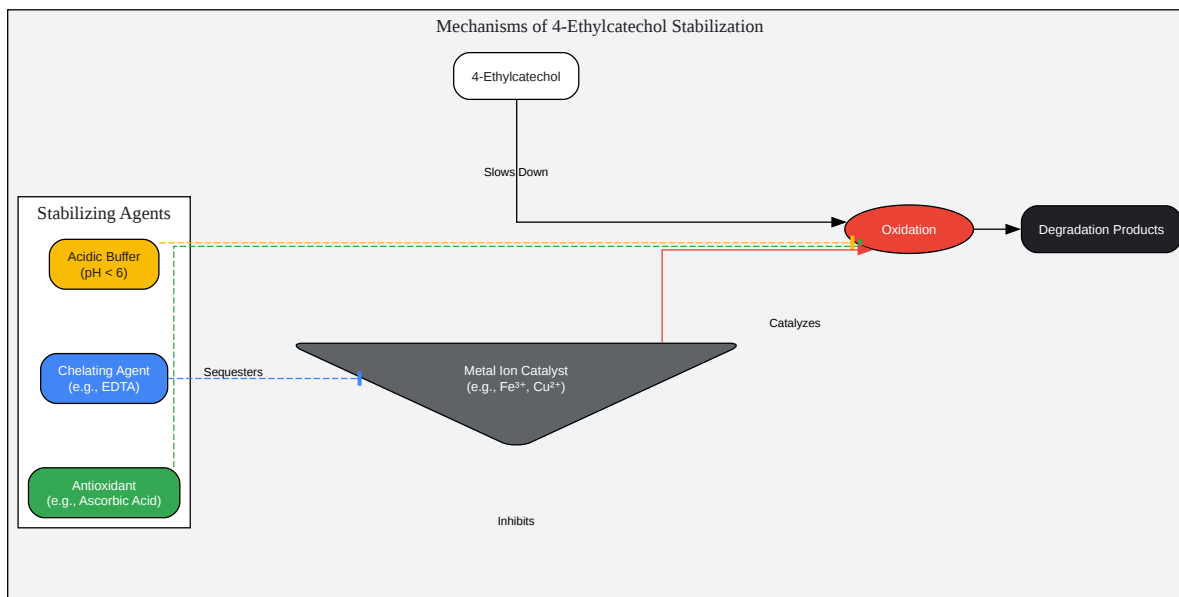 Mechanisms of 4-Ethylcatechol Stabilization
4-Ethylcatechol
Slows Down
Stabilizing Agents
Acidic Buffer
(pH < 6)
Oxidation
Degradation Products
Catalyzes
Chelating Agent
(e.g., EDTA)
Sequesters
Metal Ion Catalyst
(e.g., Fe³⁺, Cu²⁺)
Antioxidant
(e.g., Ascorbic Acid)
Inhibits